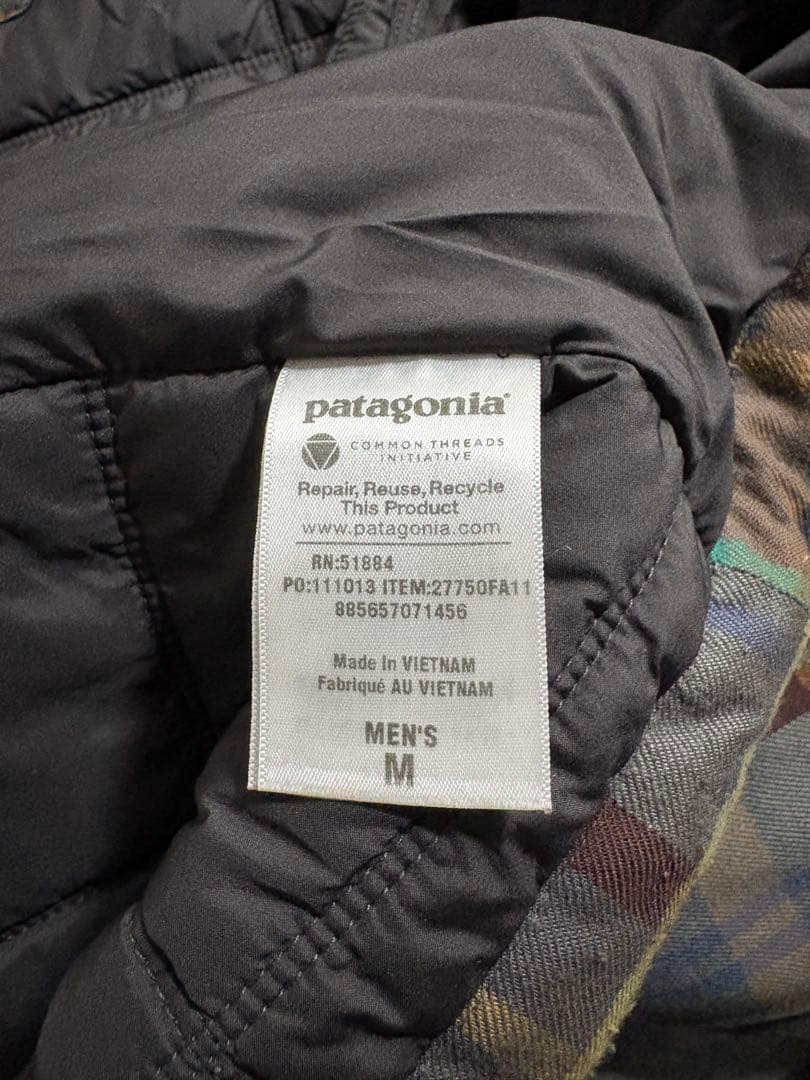 patagonia®
COMMON THREADS
INITIATIVE
Repair, Reuse, Recycle
This Product
www.patagonia.com
RN:51884
PO:111013 ITEM:27750FA11
885657071456
Made In VIETNAM
Fabriqué AU VIETNAM
MEN'S
M